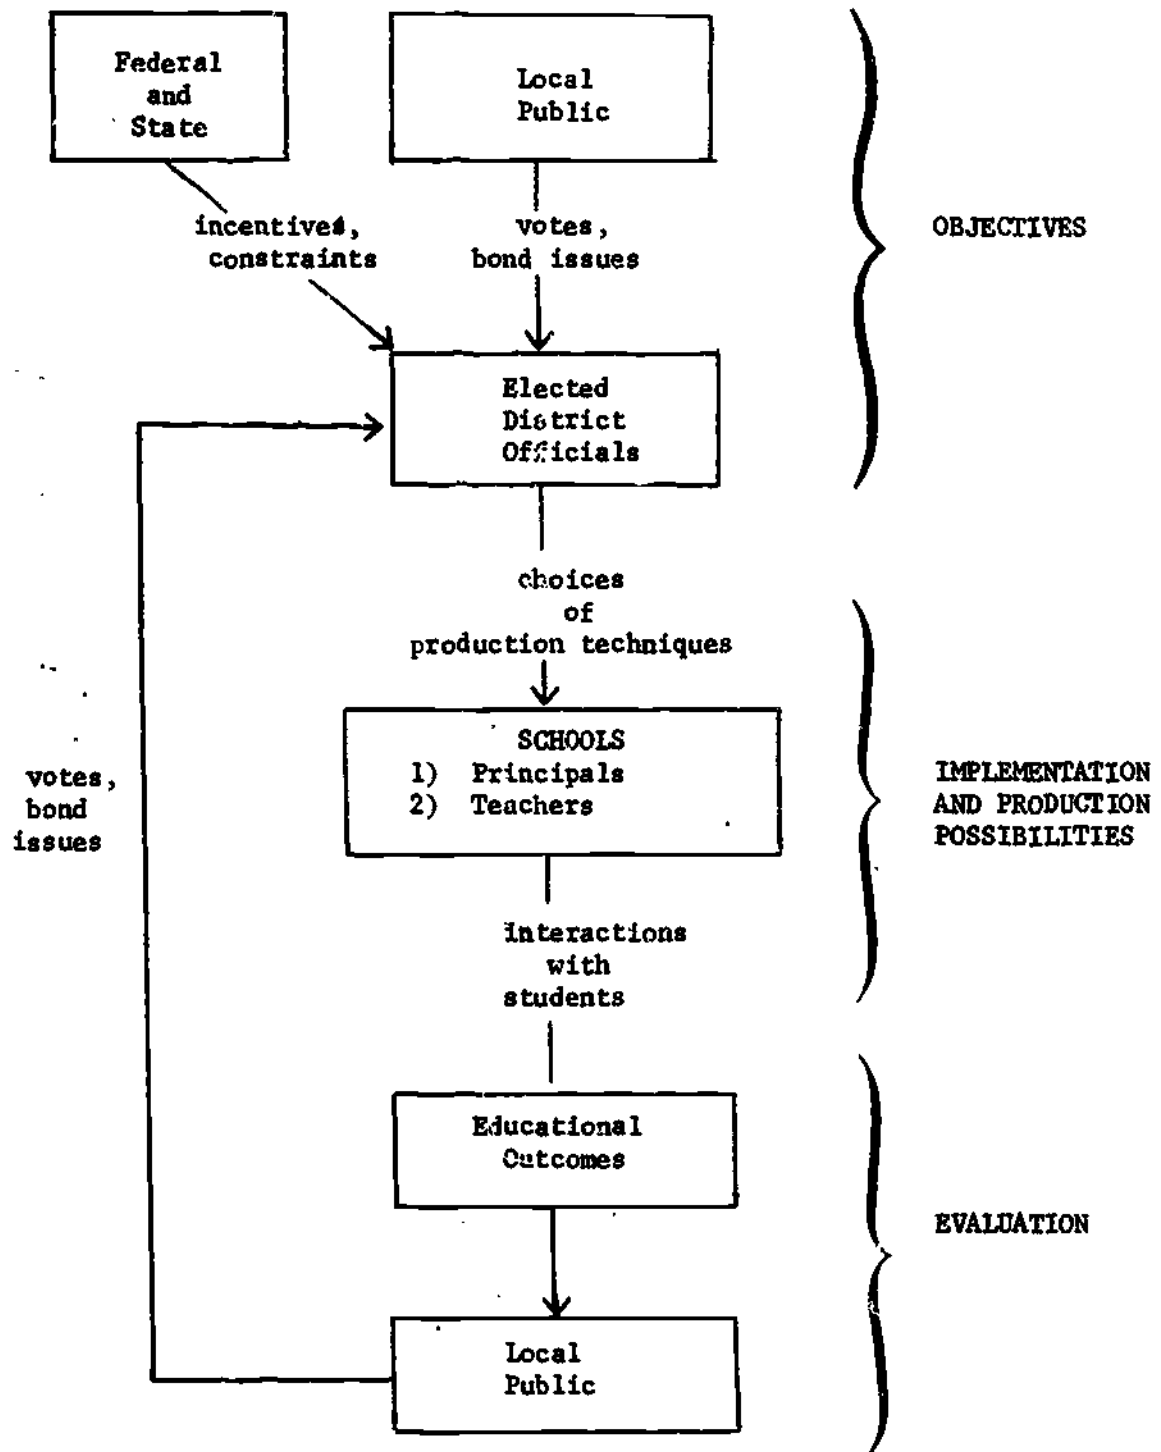 Federal
and
State
Local
Public
incentives,
constraints
votes,
bond issues
OBJECTIVES
Elected
District
Officials
choices
of
production techniques
SCHOOLS
1) Principals
2) Teachers
votes,
bond
issues
IMPLEMENTATION
AND PRODUCTION
POSSIBILITIES
interactions
with
students
Educational
Outcomes
EVALUATION
Local
Public